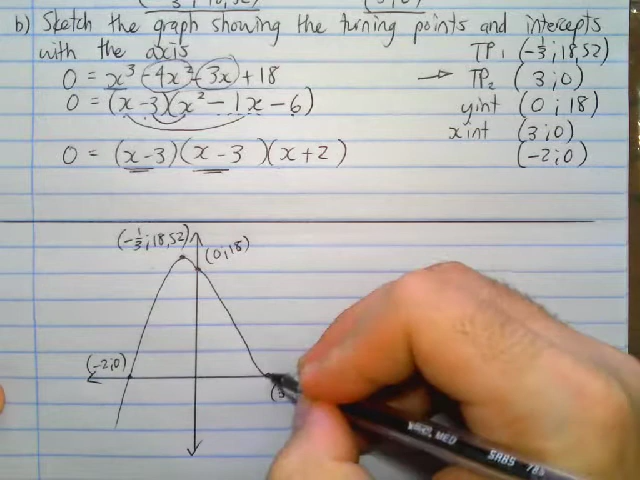 b) Sketch the graph showing the turning points and intercepts
with the axis
TP₁ (-1/3;18,52)
0 = x³ - 4x² - 3x + 18
→ TP₂ (3;0)
0 = (x - 3)(x² - 1x - 6)
yint (0;18)
xint (3;0)
0 = (x - 3)(x - 3)(x + 2)
(-2;0)
(-1/3;18,52)
(0;18)
(-2;0)
(3
MED
SABS